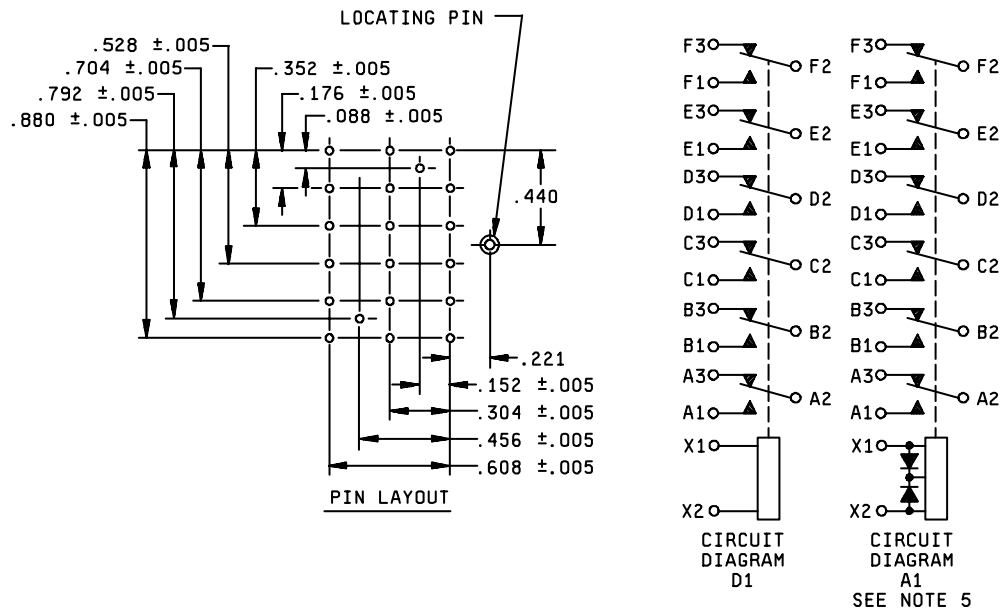 LOCATING PIN
.528 ±.005
.704 ±.005
.792 ±.005
.880 ±.005
.352 ±.005
.176 ±.005
.088 ±.005
.440
.221
.152 ±.005
.304 ±.005
.456 ±.005
.608 ±.005
PIN LAYOUT
F3
F2
F1
E3
E2
E1
D3
D2
D1
C3
C2
C1
B3
B2
B1
A3
A2
A1
X1
X2
CIRCUIT
DIAGRAM
D1
F3
F2
F1
E3
E2
E1
D3
D2
D1
C3
C2
C1
B3
B2
B1
A3
A2
A1
X1
X2
CIRCUIT
DIAGRAM
A1
SEE NOTE 5